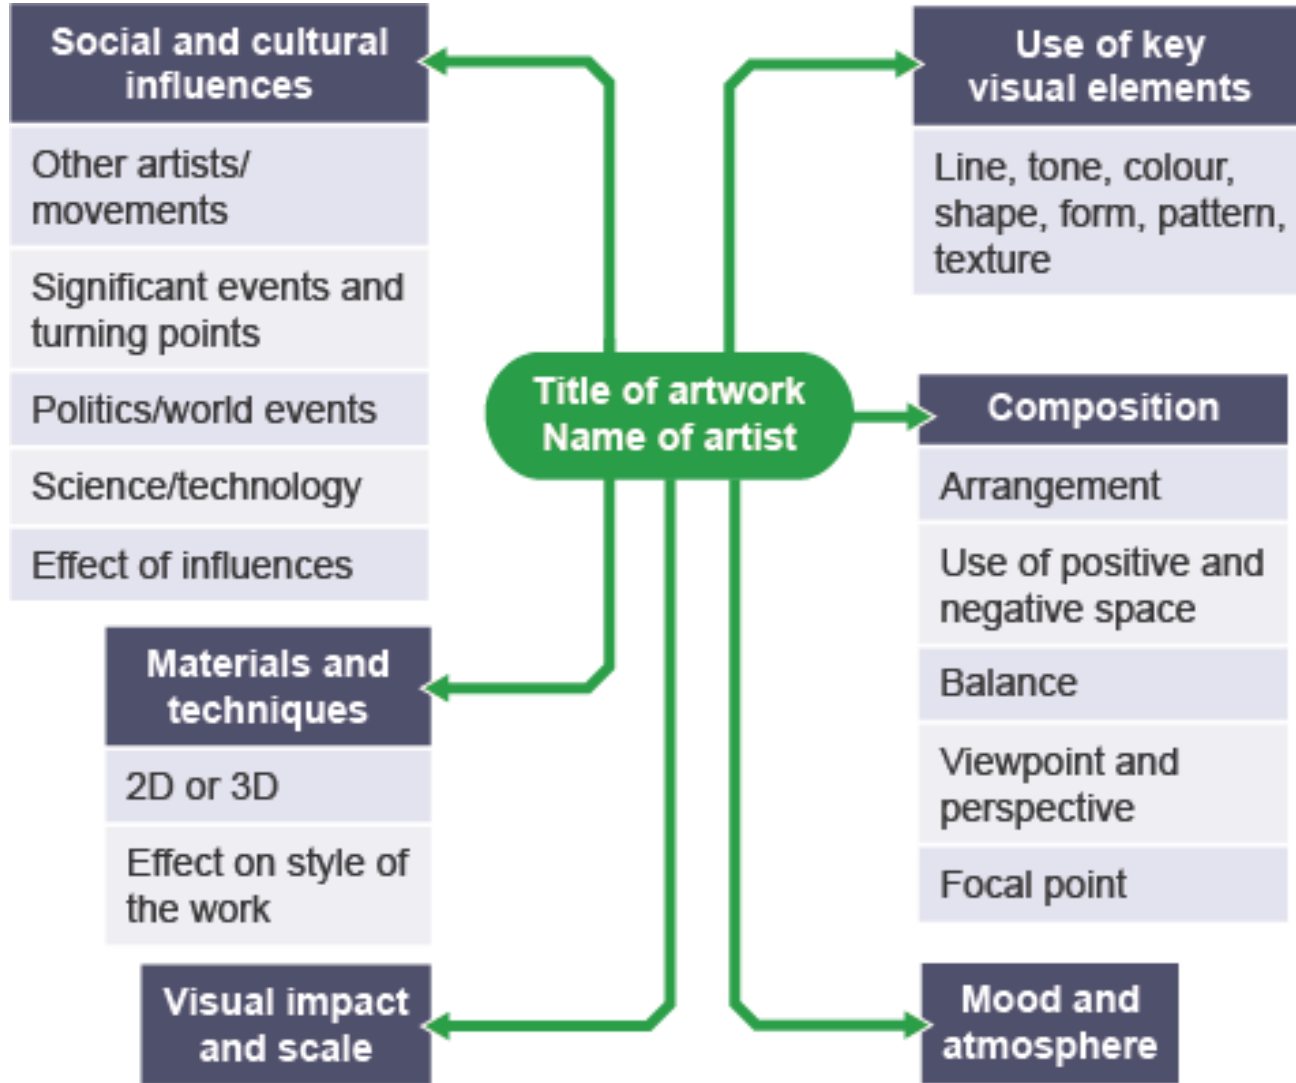 Social and cultural
influences
Other artists/
movements
Significant events and
turning points
Politics/world events
Science/technology
Effect of influences
Materials and
techniques
2D or 3D
Effect on style of
the work
Visual impact
and scale
Title of artwork
Name of artist
Use of key
visual elements
Line, tone, colour,
shape, form, pattern,
texture
Composition
Arrangement
Use of positive and
negative space
Balance
Viewpoint and
perspective
Focal point
Mood and
atmosphere